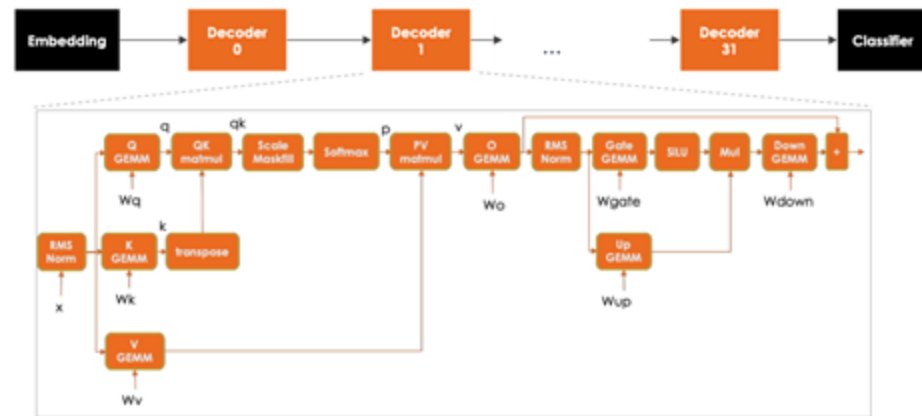 Embedding
Decoder
0
Decoder
1
...
Decoder
31
Classifier
q
qk
p
v
Q
GEMM
QK
matmul
Scale
Maskfill
Softmax
PV
matmul
O
GEMM
RMS
Norm
Gate
GEMM
SiLU
Mul
Down
GEMM
+
Wq
Wo
Wgate
Wdown
k
RMS
Norm
K
GEMM
transpose
Up
GEMM
x
Wk
Wup
V
GEMM
Wv